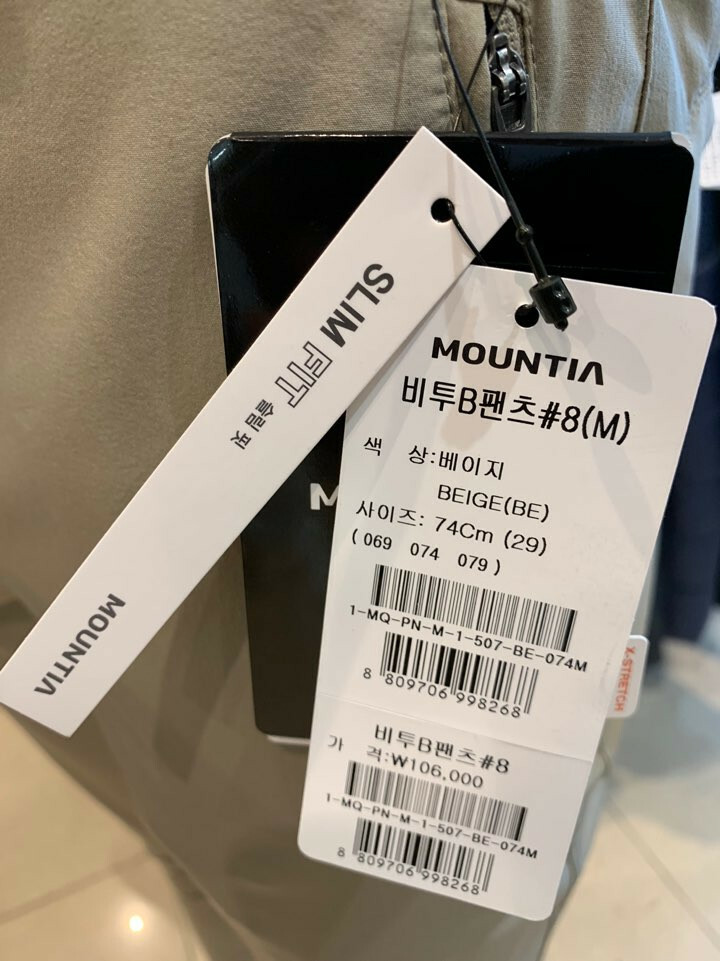 SLIM FIT 슬림 핏
MOUNTIA
M
MOUNTIA
비투B팬츠#8(M)
색 상:베이지
BEIGE(BE)
사이즈: 74Cm (29)
( 069 074 079 )
1-MQ-PN-M-1-507-BE-074M
8 809706 998268
X-STRETCH
비투B팬츠#8
가 격:₩106,000
1-MQ-PN-M-1-507-BE-074M
8 809706 998268